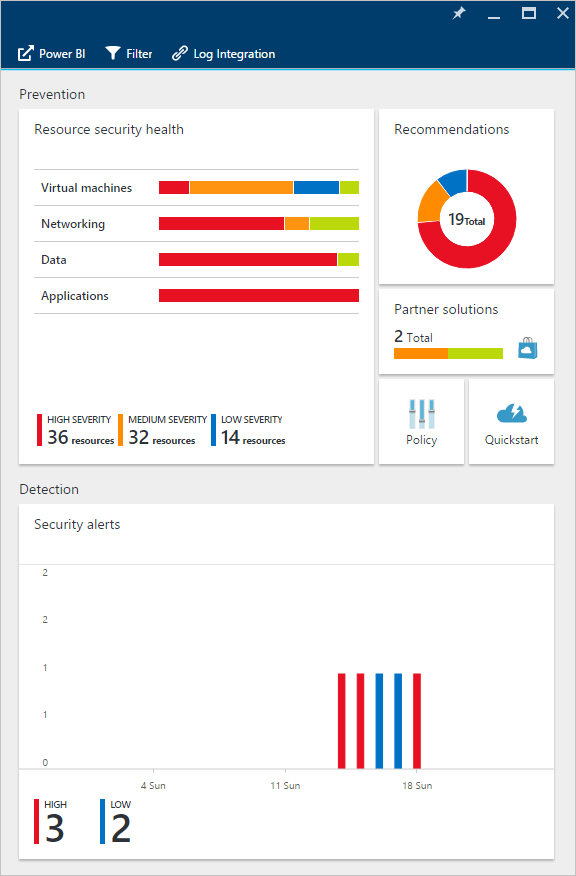 Power BI Filter Log Integration
Prevention
Resource security health
Virtual machines
Networking
Data
Applications
HIGH SEVERITY
36 resources
MEDIUM SEVERITY
32 resources
LOW SEVERITY
14 resources
Recommendations
19Total
Partner solutions
2 Total
Policy
Quickstart
Detection
Security alerts
2
2
1
1
0
4 Sun 11 Sun 18 Sun
HIGH
3
LOW
2